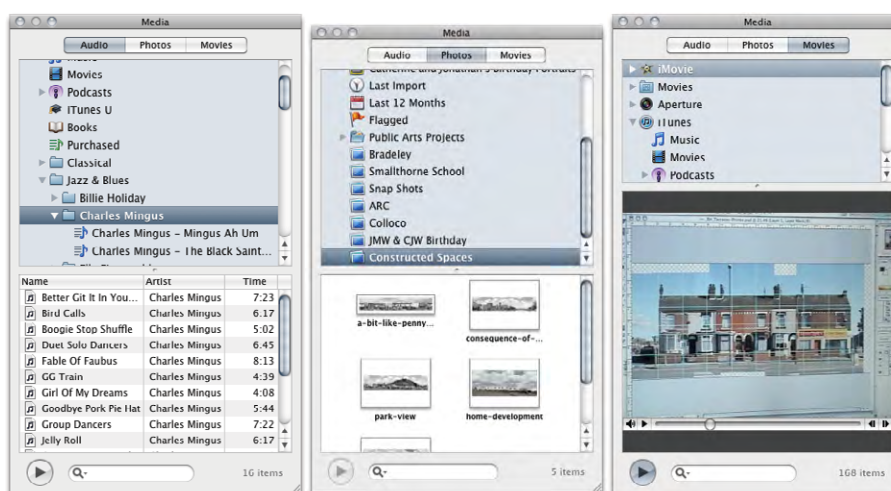 Media
Audio Photos Movies
Music
Movies
Podcasts
iTunes U
Books
Purchased
Classical
Jazz & Blues
Billie Holiday
Charles Mingus
Charles Mingus – Mingus Ah Um
Charles Mingus – The Black Saint...
Name Artist Time
Better Git It In You... Charles Mingus 7:23
Bird Calls Charles Mingus 6:17
Boogie Stop Shuffle Charles Mingus 5:02
Duet Solo Dancers Charles Mingus 6:45
Fable Of Faubus Charles Mingus 8:13
GG Train Charles Mingus 4:39
Girl Of My Dreams Charles Mingus 4:08
Goodbye Pork Pie Hat Charles Mingus 5:44
Group Dancers Charles Mingus 7:22
Jelly Roll Charles Mingus 6:17
16 items
Media
Audio Photos Movies
Catherine and Jonathan's Birthday Portraits
Last Import
Last 12 Months
Flagged
Public Arts Projects
Bradeley
Smallthorne School
Snap Shots
ARC
Colloco
JMW & CJW Birthday
Constructed Spaces
a-bit-like-penny...
consequence-of-...
park-view
home-development
5 items
Media
Audio Photos Movies
iMovie
Movies
Aperture
iTunes
Music
Movies
Podcasts
168 items